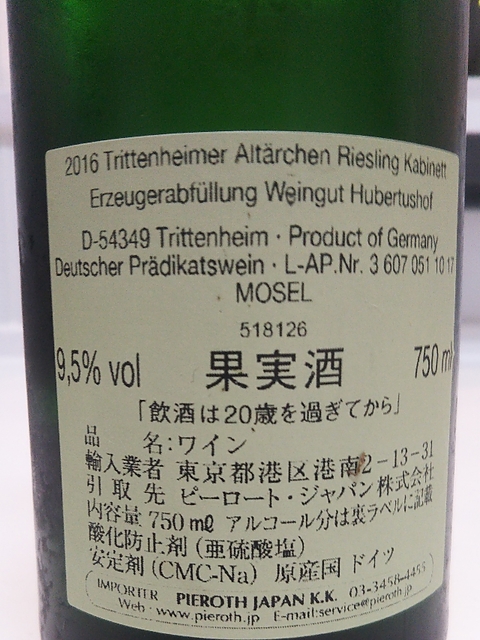 2016 Trittenheimer Altärchen Riesling Kabinett
Erzeugerabfüllung Weingut Hubertushof
D-54349 Trittenheim · Product of Germany
Deutscher Prädikatswein · L-AP.Nr. 3 607 051 10 17
MOSEL
518126
9,5% vol 果実酒 750 ml
「飲酒は20歳を過ぎてから」
品 名:ワイン
輸入業者 東京都港区港南2-13-31
引取先 ピーロート・ジャパン株式会社
内容量 750㎖ アルコール分は裏ラベルに記載
酸化防止剤(亜硫酸塩)
安定剤(CMC-Na) 原産国 ドイツ
IMPORTER PIEROTH JAPAN K.K. 03-3458-4455
Web·www.pieroth.jp E-mail:service@pieroth.jp